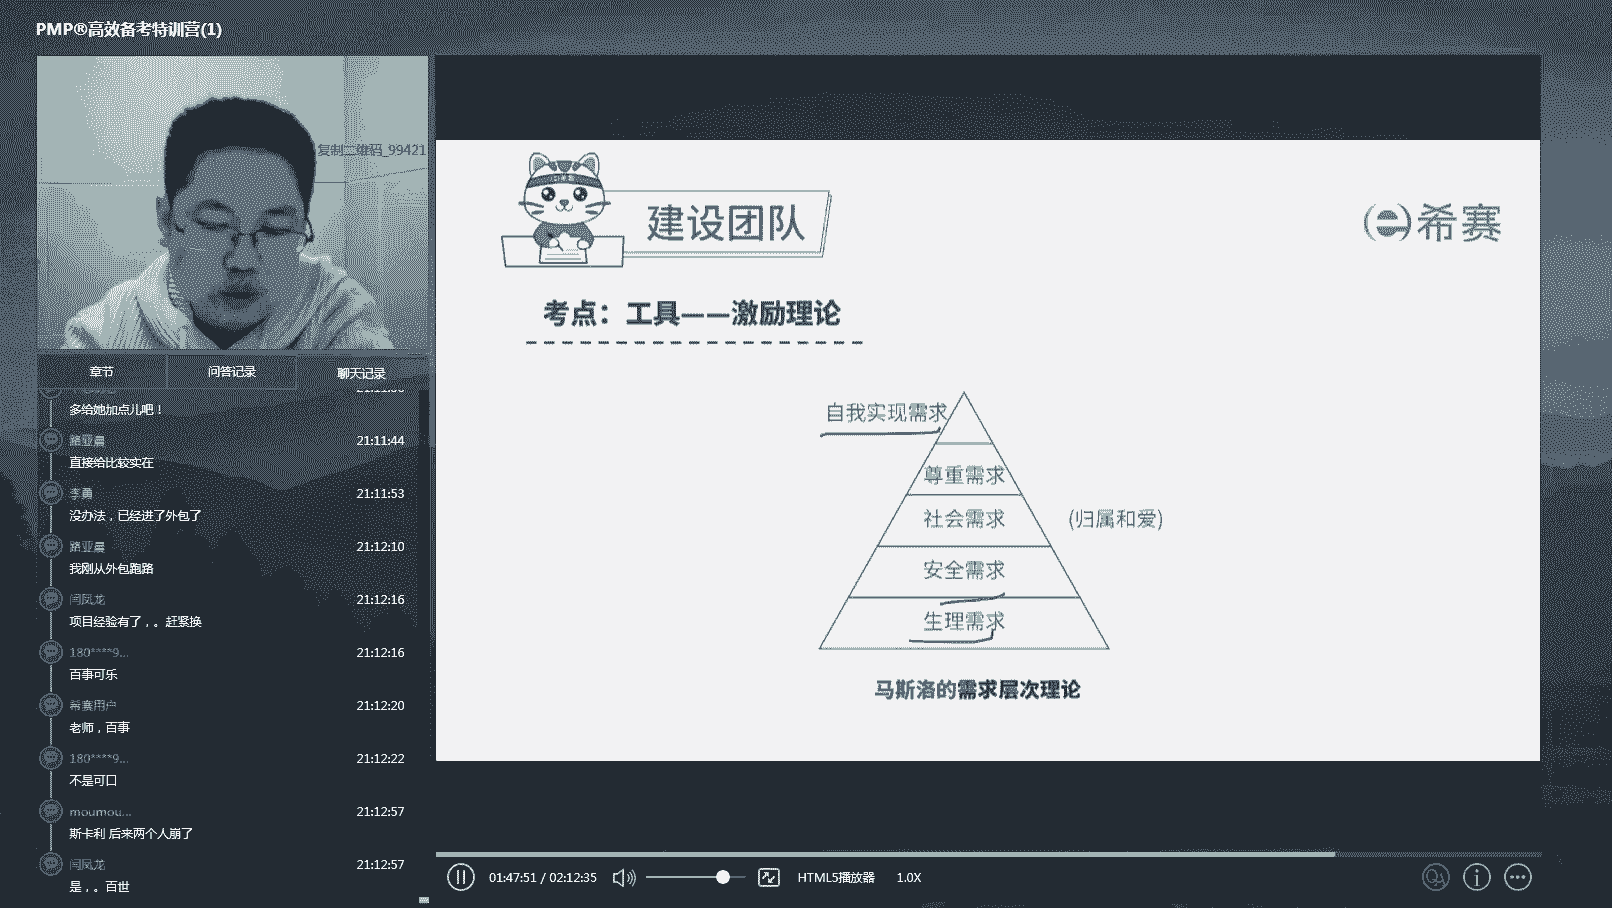 PMP®高效备考特训营(1)
复制二维码_99421
章节
问答记录
聊天记录
多给她加点儿吧！
路亚晨
21:11:44
直接给比较实在
李勇
21:11:53
没办法，已经进了外包了
路亚晨
21:12:10
我刚从外包跑路
闫凤龙
21:12:16
项目经验有了，。赶紧换
180****9...
21:12:16
百事可乐
希赛用户
21:12:20
老师，百事
180****9...
21:12:22
不是可口
moumou...
21:12:57
斯卡利 后来两个人崩了
闫凤龙
21:12:57
是，。百世
建设团队
希赛
考点：工具——激励理论
自我实现需求
尊重需求
社会需求
(归属和爱)
安全需求
生理需求
马斯洛的需求层次理论
01:47:51 / 02:12:35
HTML5播放器
1.0X